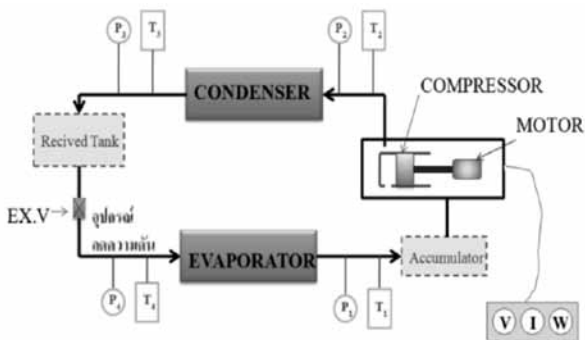 P₃
T₃
P₂
T₂
CONDENSER
COMPRESSOR
MOTOR
Recived Tank
EX.V
อุปกรณ์
ลดความดัน
EVAPORATOR
Accumulator
P₄
T₄
P₁
T₁
V I W